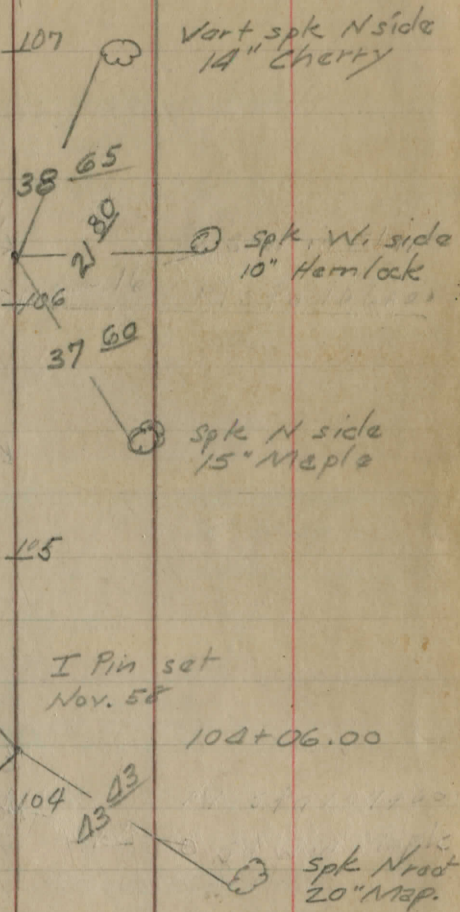 107
Vert spk N side
14" Cherry
38 65
21 80
spk W. side
10" Hemlock
106
37 60
spk N side
15" Maple
105
I Pin set
Nov. 58
104+06.00
104
43 43
spk N root
20" Map.